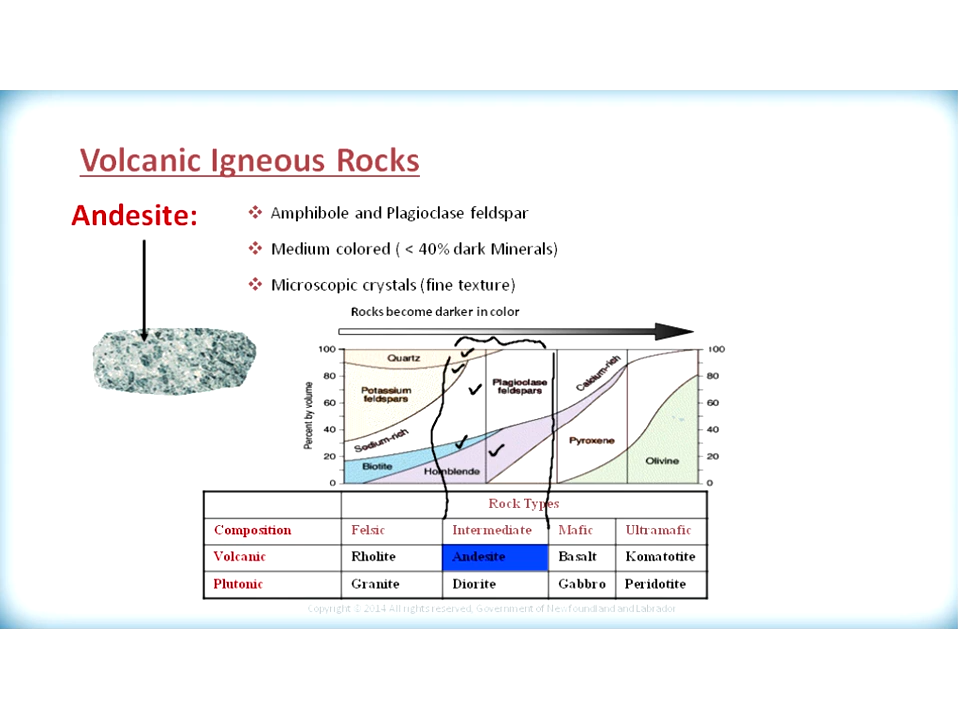 Volcanic Igneous Rocks
Andesite:
❖ Amphibole and Plagioclase feldspar
❖ Medium colored ( < 40% dark Minerals)
❖ Microscopic crystals (fine texture)
Rocks become darker in color
Percent by volume
100
80
60
40
20
0
Quartz
Potassium
feldspars
Sodium-rich
Biotite
Hornblende
Plagioclase
feldspars
Calcium-rich
Pyroxene
Olivine
100
80
60
40
20
0
Rock Types
Composition Felsic Intermediate Mafic Ultramafic
Volcanic Rholite Andesite Basalt Komatotite
Plutonic Granite Diorite Gabbro Peridotite
Copyright © 2014 All rights reserved, Government of Newfoundland and Labrador